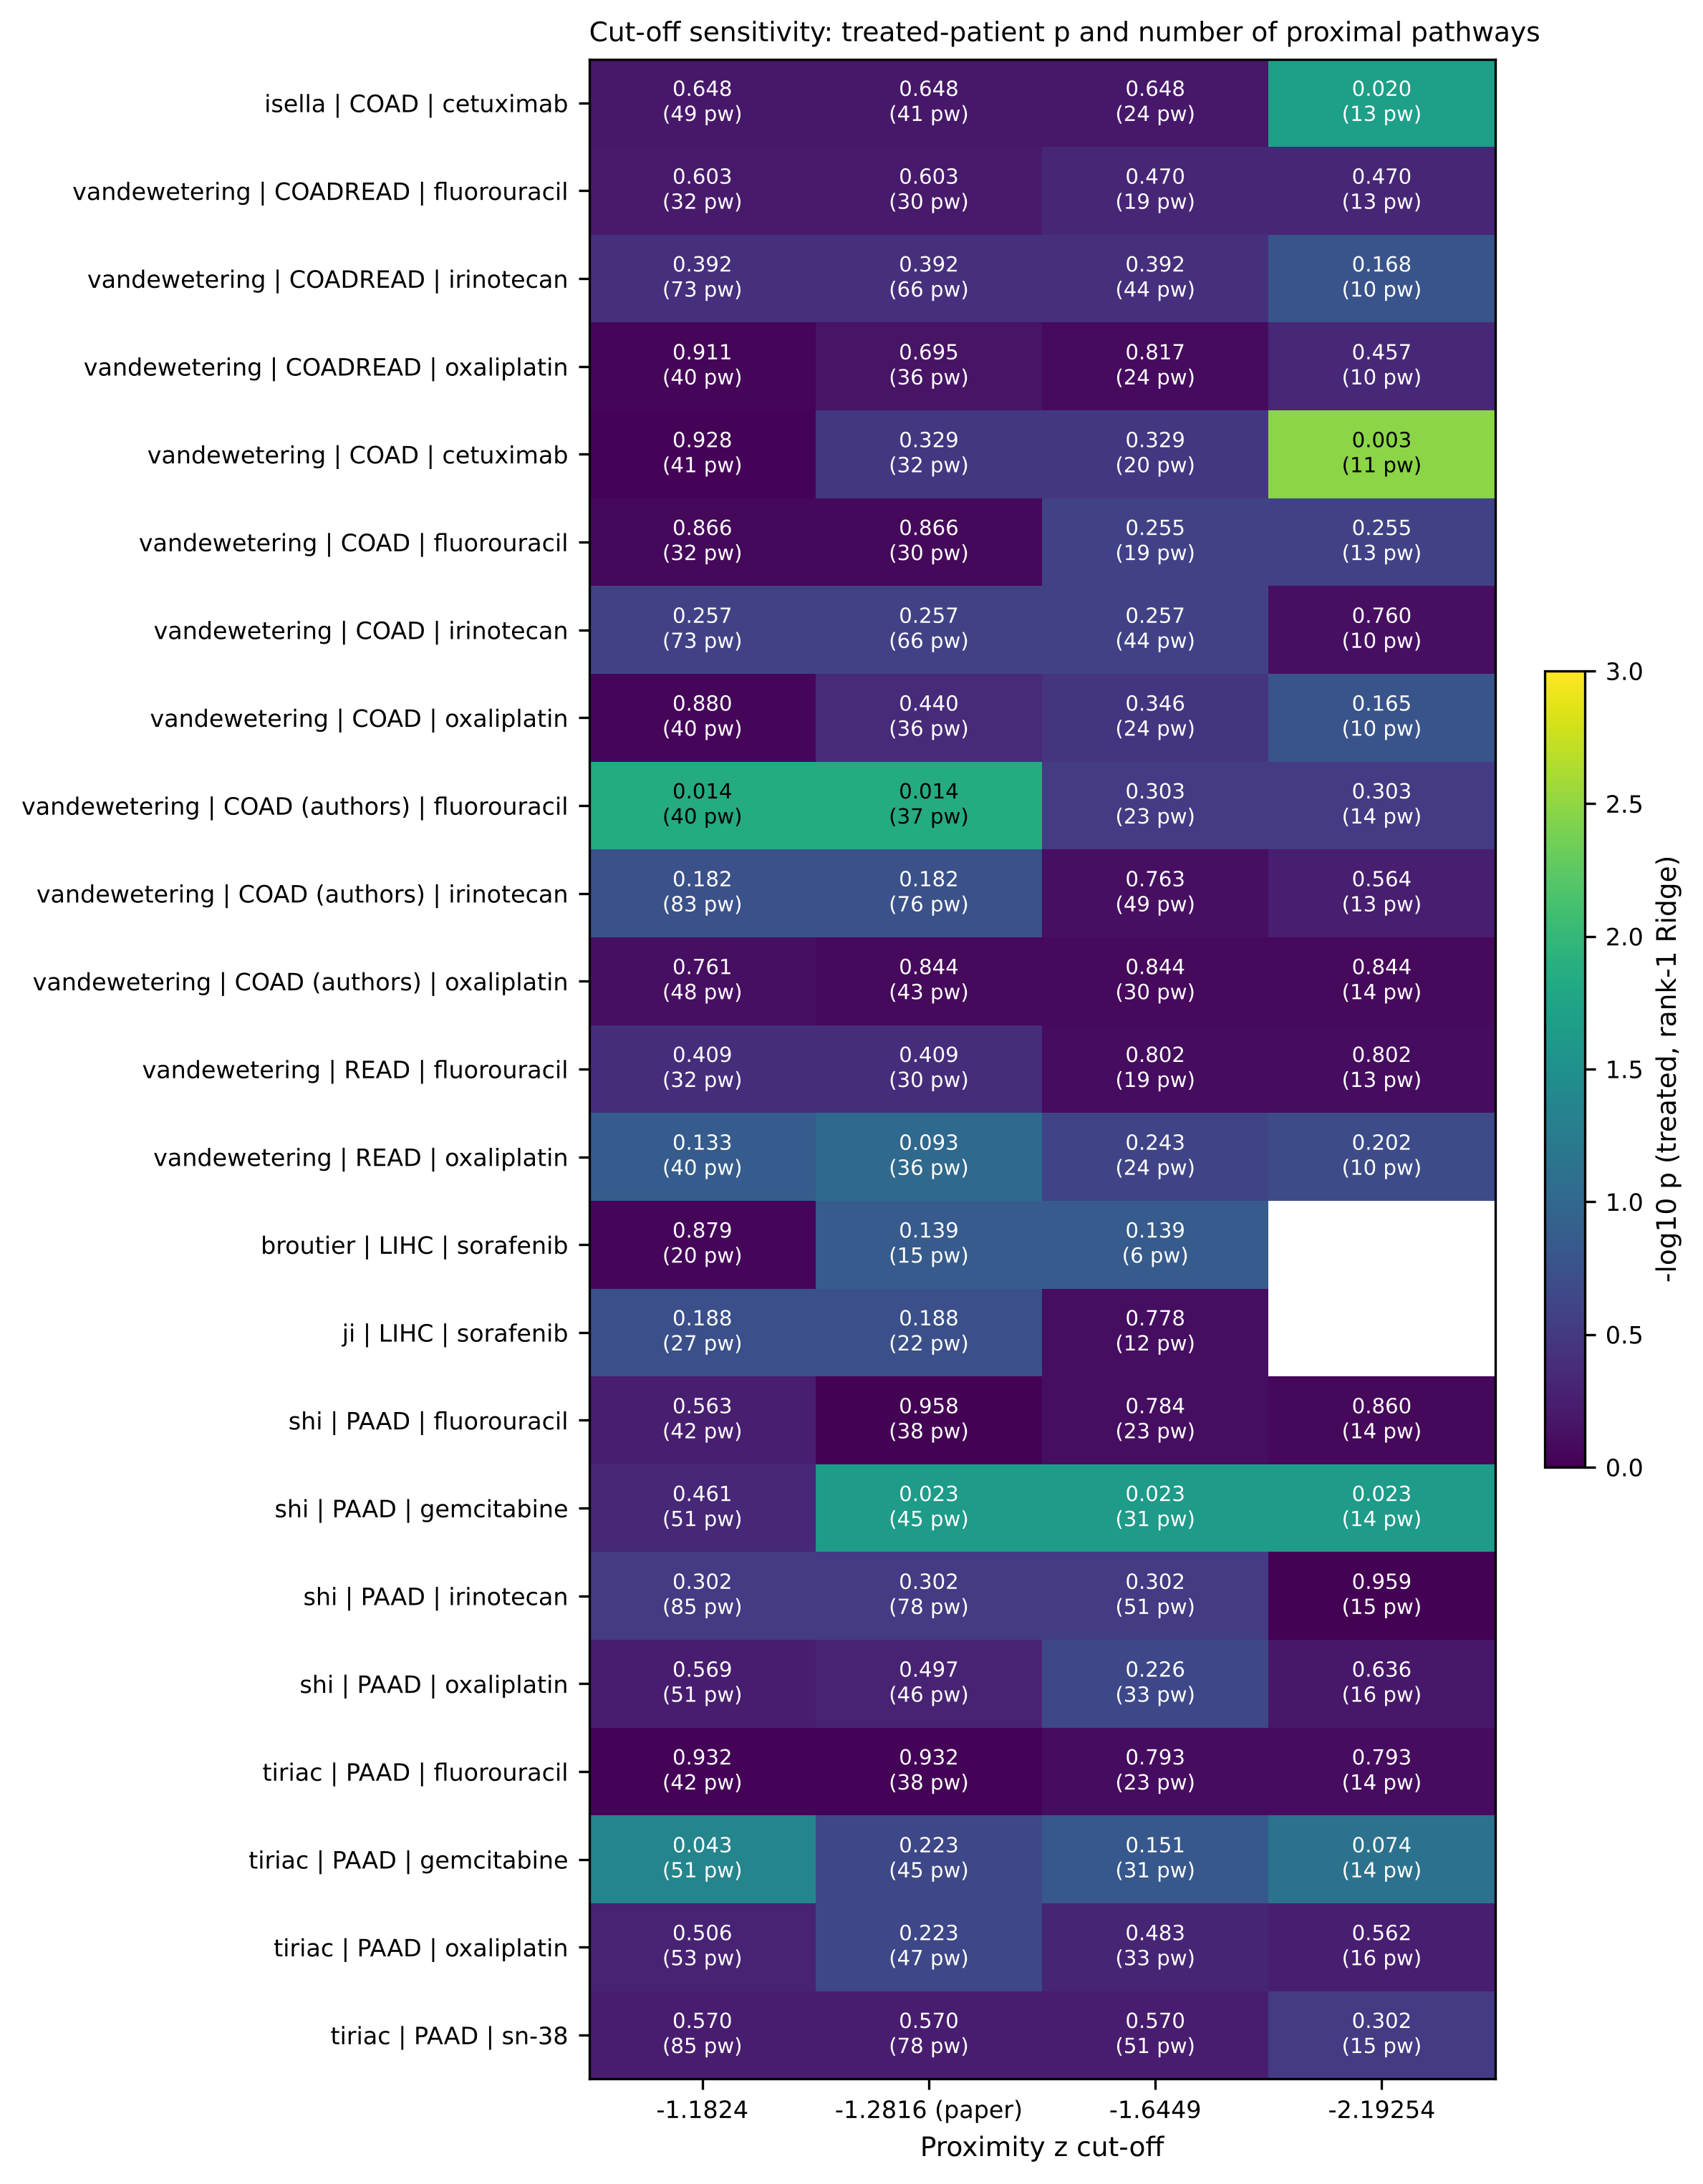 Cut-off sensitivity: treated-patient p and number of proximal pathways
isella | COAD | cetuximab
0.648 0.648 0.648 0.020
(49 pw) (41 pw) (24 pw) (13 pw)
vandewetering | COADREAD | fluorouracil
0.603 0.603 0.470 0.470
(32 pw) (30 pw) (19 pw) (13 pw)
vandewetering | COADREAD | irinotecan
0.392 0.392 0.392 0.168
(73 pw) (66 pw) (44 pw) (10 pw)
vandewetering | COADREAD | oxaliplatin
0.911 0.695 0.817 0.457
(40 pw) (36 pw) (24 pw) (10 pw)
vandewetering | COAD | cetuximab
0.928 0.329 0.329 0.003
(41 pw) (32 pw) (20 pw) (11 pw)
vandewetering | COAD | fluorouracil
0.866 0.866 0.255 0.255
(32 pw) (30 pw) (19 pw) (13 pw)
vandewetering | COAD | irinotecan
0.257 0.257 0.257 0.760
(73 pw) (66 pw) (44 pw) (10 pw)
vandewetering | COAD | oxaliplatin
0.880 0.440 0.346 0.165
(40 pw) (36 pw) (24 pw) (10 pw)
vandewetering | COAD (authors) | fluorouracil
0.014 0.014 0.303 0.303
(40 pw) (37 pw) (23 pw) (14 pw)
vandewetering | COAD (authors) | irinotecan
0.182 0.182 0.763 0.564
(83 pw) (76 pw) (49 pw) (13 pw)
vandewetering | COAD (authors) | oxaliplatin
0.761 0.844 0.844 0.844
(48 pw) (43 pw) (30 pw) (14 pw)
vandewetering | READ | fluorouracil
0.409 0.409 0.802 0.802
(32 pw) (30 pw) (19 pw) (13 pw)
vandewetering | READ | oxaliplatin
0.133 0.093 0.243 0.202
(40 pw) (36 pw) (24 pw) (10 pw)
broutier | LIHC | sorafenib
0.879 0.139 0.139
(20 pw) (15 pw) (6 pw)
ji | LIHC | sorafenib
0.188 0.188 0.778
(27 pw) (22 pw) (12 pw)
shi | PAAD | fluorouracil
0.563 0.958 0.784 0.860
(42 pw) (38 pw) (23 pw) (14 pw)
shi | PAAD | gemcitabine
0.461 0.023 0.023 0.023
(51 pw) (45 pw) (31 pw) (14 pw)
shi | PAAD | irinotecan
0.302 0.302 0.302 0.959
(85 pw) (78 pw) (51 pw) (15 pw)
shi | PAAD | oxaliplatin
0.569 0.497 0.226 0.636
(51 pw) (46 pw) (33 pw) (16 pw)
tiriac | PAAD | fluorouracil
0.932 0.932 0.793 0.793
(42 pw) (38 pw) (23 pw) (14 pw)
tiriac | PAAD | gemcitabine
0.043 0.223 0.151 0.074
(51 pw) (45 pw) (31 pw) (14 pw)
tiriac | PAAD | oxaliplatin
0.506 0.223 0.483 0.562
(53 pw) (47 pw) (33 pw) (16 pw)
tiriac | PAAD | sn-38
0.570 0.570 0.570 0.302
(85 pw) (78 pw) (51 pw) (15 pw)
-1.1824 -1.2816 (paper) -1.6449 -2.19254
Proximity z cut-off
3.0
2.5
2.0
1.5
1.0
0.5
0.0
-log10 p (treated, rank-1 Ridge)